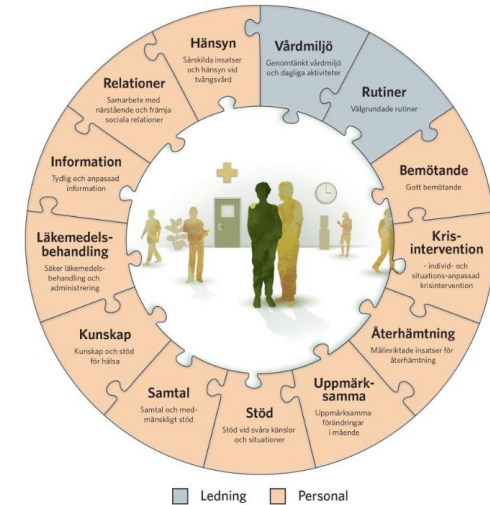 Vårdmiljö
Genomtänkt vårdmiljö
och dagliga aktiviteter
Rutiner
Välgrundade rutiner
Bemötande
Gott bemötande
Kris-
intervention
- individ- och
situations-anpassad
krisintervention
Återhämtning
Målinriktade insatser för
återhämtning
Uppmärk-
samma
Uppmärksamma
förändringar
i mående
Stöd
Stöd vid svåra känslor
och situationer
Samtal
Samtal och med-
mänskligt stöd
Kunskap
Kunskap och stöd
för hälsa
Läkemedels-
behandling
Säker läkemedels-
behandling och
administrering
Information
Tydlig och anpassad
information
Relationer
Samarbete med
närstående och främja
sociala relationer
Hänsyn
Särskilda insatser
och hänsyn vid
tvångsvård
Ledning
Personal